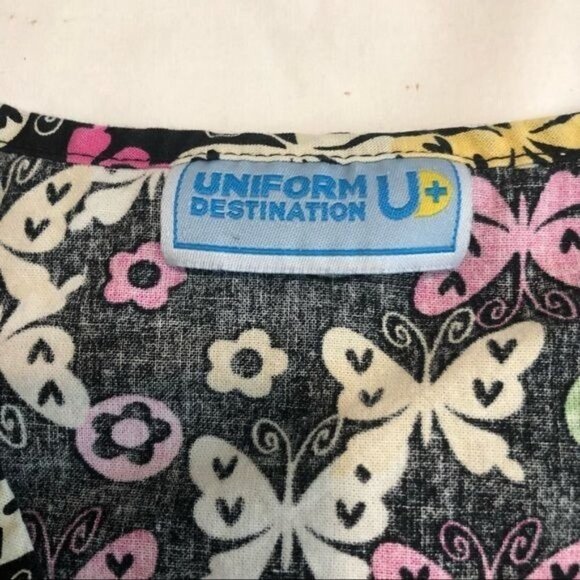 UNIFORM
DESTINATION
U+